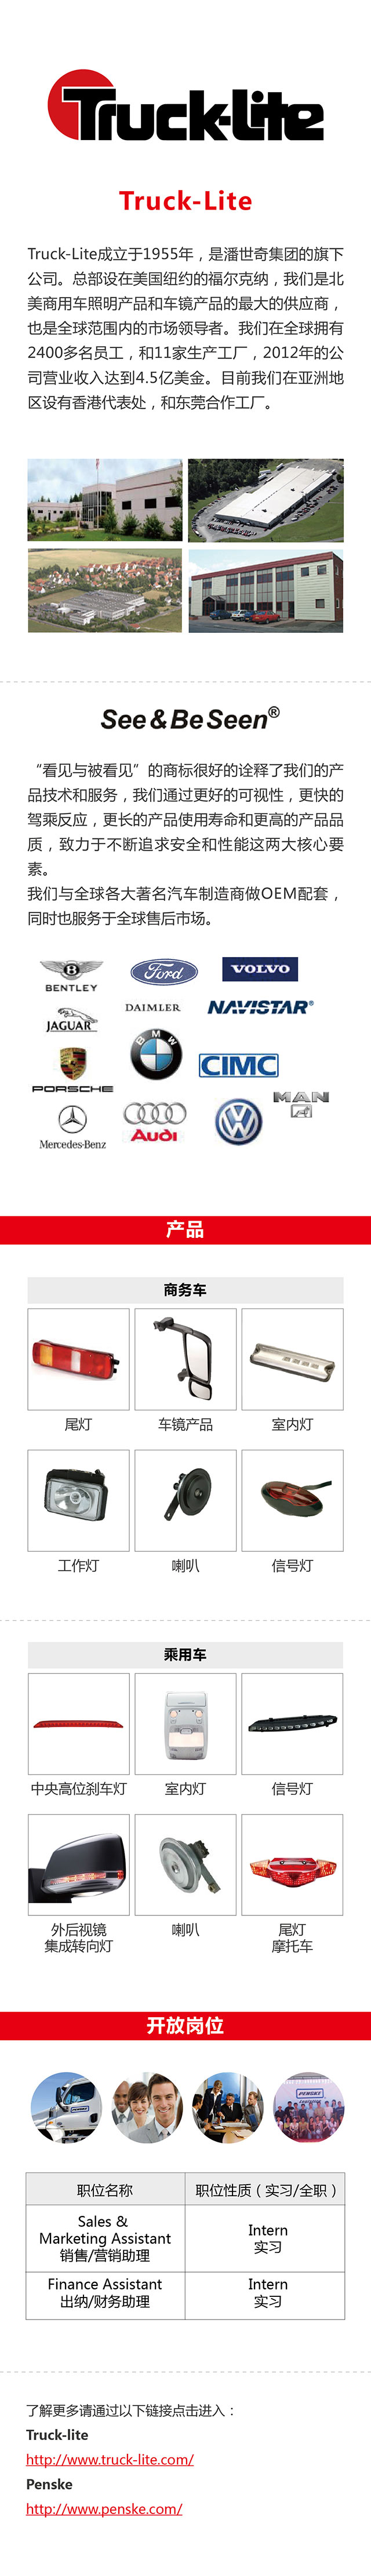 Truck-Lite
Truck-Lite
Truck-Lite成立于1955年，是潘世奇集团的旗下
公司。总部设在美国纽约的福尔克纳，我们是北
美商用车照明产品和车镜产品的最大的供应商，
也是全球范围内的市场领导者。我们在全球拥有
2400多名员工，和11家生产工厂，2012年的公
司营业收入达到4.5亿美金。目前我们在亚洲地
区设有香港代表处，和东莞合作工厂。
See & Be Seen®
“看见与被看见”的商标很好的诠释了我们的产
品技术和服务，我们通过更好的可视性，更快的
驾乘反应，更长的产品使用寿命和更高的产品品
质，致力于不断追求安全和性能这两大核心要
素。
我们与全球各大著名汽车制造商做OEM配套，
同时也服务于全球售后市场。
BENTLEY
Ford
VOLVO
JAGUAR
DAIMLER
NAVISTAR®
BMW
PORSCHE
CIMC
MAN
Mercedes-Benz
Audi
产品
商务车
尾灯
车镜产品
室内灯
工作灯
喇叭
信号灯
乘用车
中央高位刹车灯
室内灯
信号灯
外后视镜
集成转向灯
喇叭
尾灯
摩托车
开放岗位
PENSKE
PENSKE
职位名称
职位性质（实习/全职）
Sales &
Marketing Assistant
销售/营销助理
Intern
实习
Finance Assistant
出纳/财务助理
Intern
实习
了解更多请通过以下链接点击进入：
Truck-lite
http://www.truck-lite.com/
Penske
http://www.penske.com/